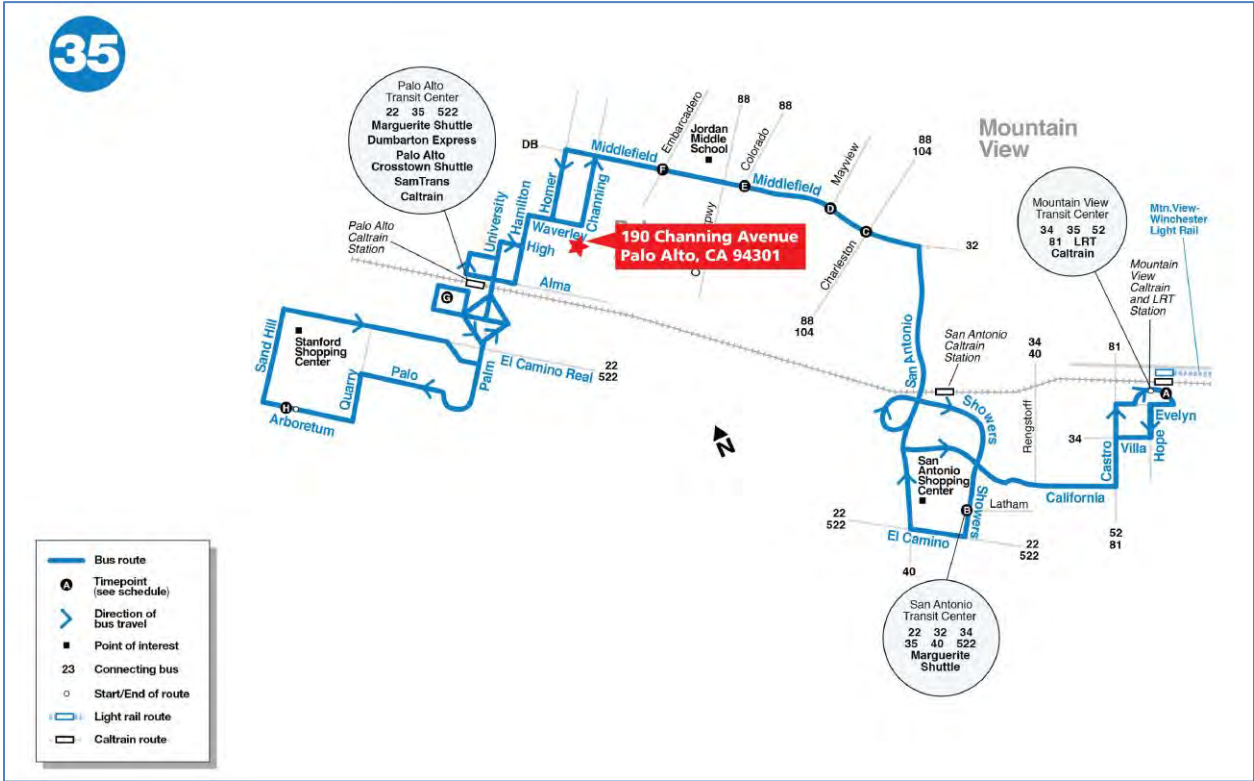 35
Palo Alto
Transit Center
22 35 522
Marguerite Shuttle
Dumbarton Express
Palo Alto
Crosstown Shuttle
SamTrans
Caltrain
Palo Alto
Caltrain
Station
DB
Middlefield
Homer
Hamilton
University
Channing
Waverley
High
Alma
Embarcadero
Jordan
Middle
School
88
Colorado
88
Middlefield
Mayview
88
104
Mountain
View
F
E
D
C
190 Channing Avenue
Palo Alto, CA 94301
Charleston
88
104
32
G
Sand Hill
Stanford
Shopping
Center
El Camino Real
22
522
Palm
Palo
Quarry
H
Arboretum
N
San Antonio
San Antonio
Caltrain
Station
Showers
San
Antonio
Shopping
Center
Showers
B
Latham
El Camino
22
522
22
522
40
34
40
Rengstorff
California
81
34
Castro
52
81
Villa
Hope
Evelyn
A
Mountain View
Transit Center
34 35 52
81 LRT
Caltrain
Mtn.View-
Winchester
Light Rail
Mountain
View
Caltrain
and LRT
Station
San Antonio
Transit Center
22 32 34
35 40 522
Marguerite
Shuttle
Bus route
A
Timepoint
(see schedule)
Direction of
bus travel
Point of interest
23
Connecting bus
Start/End of route
Light rail route
Caltrain route